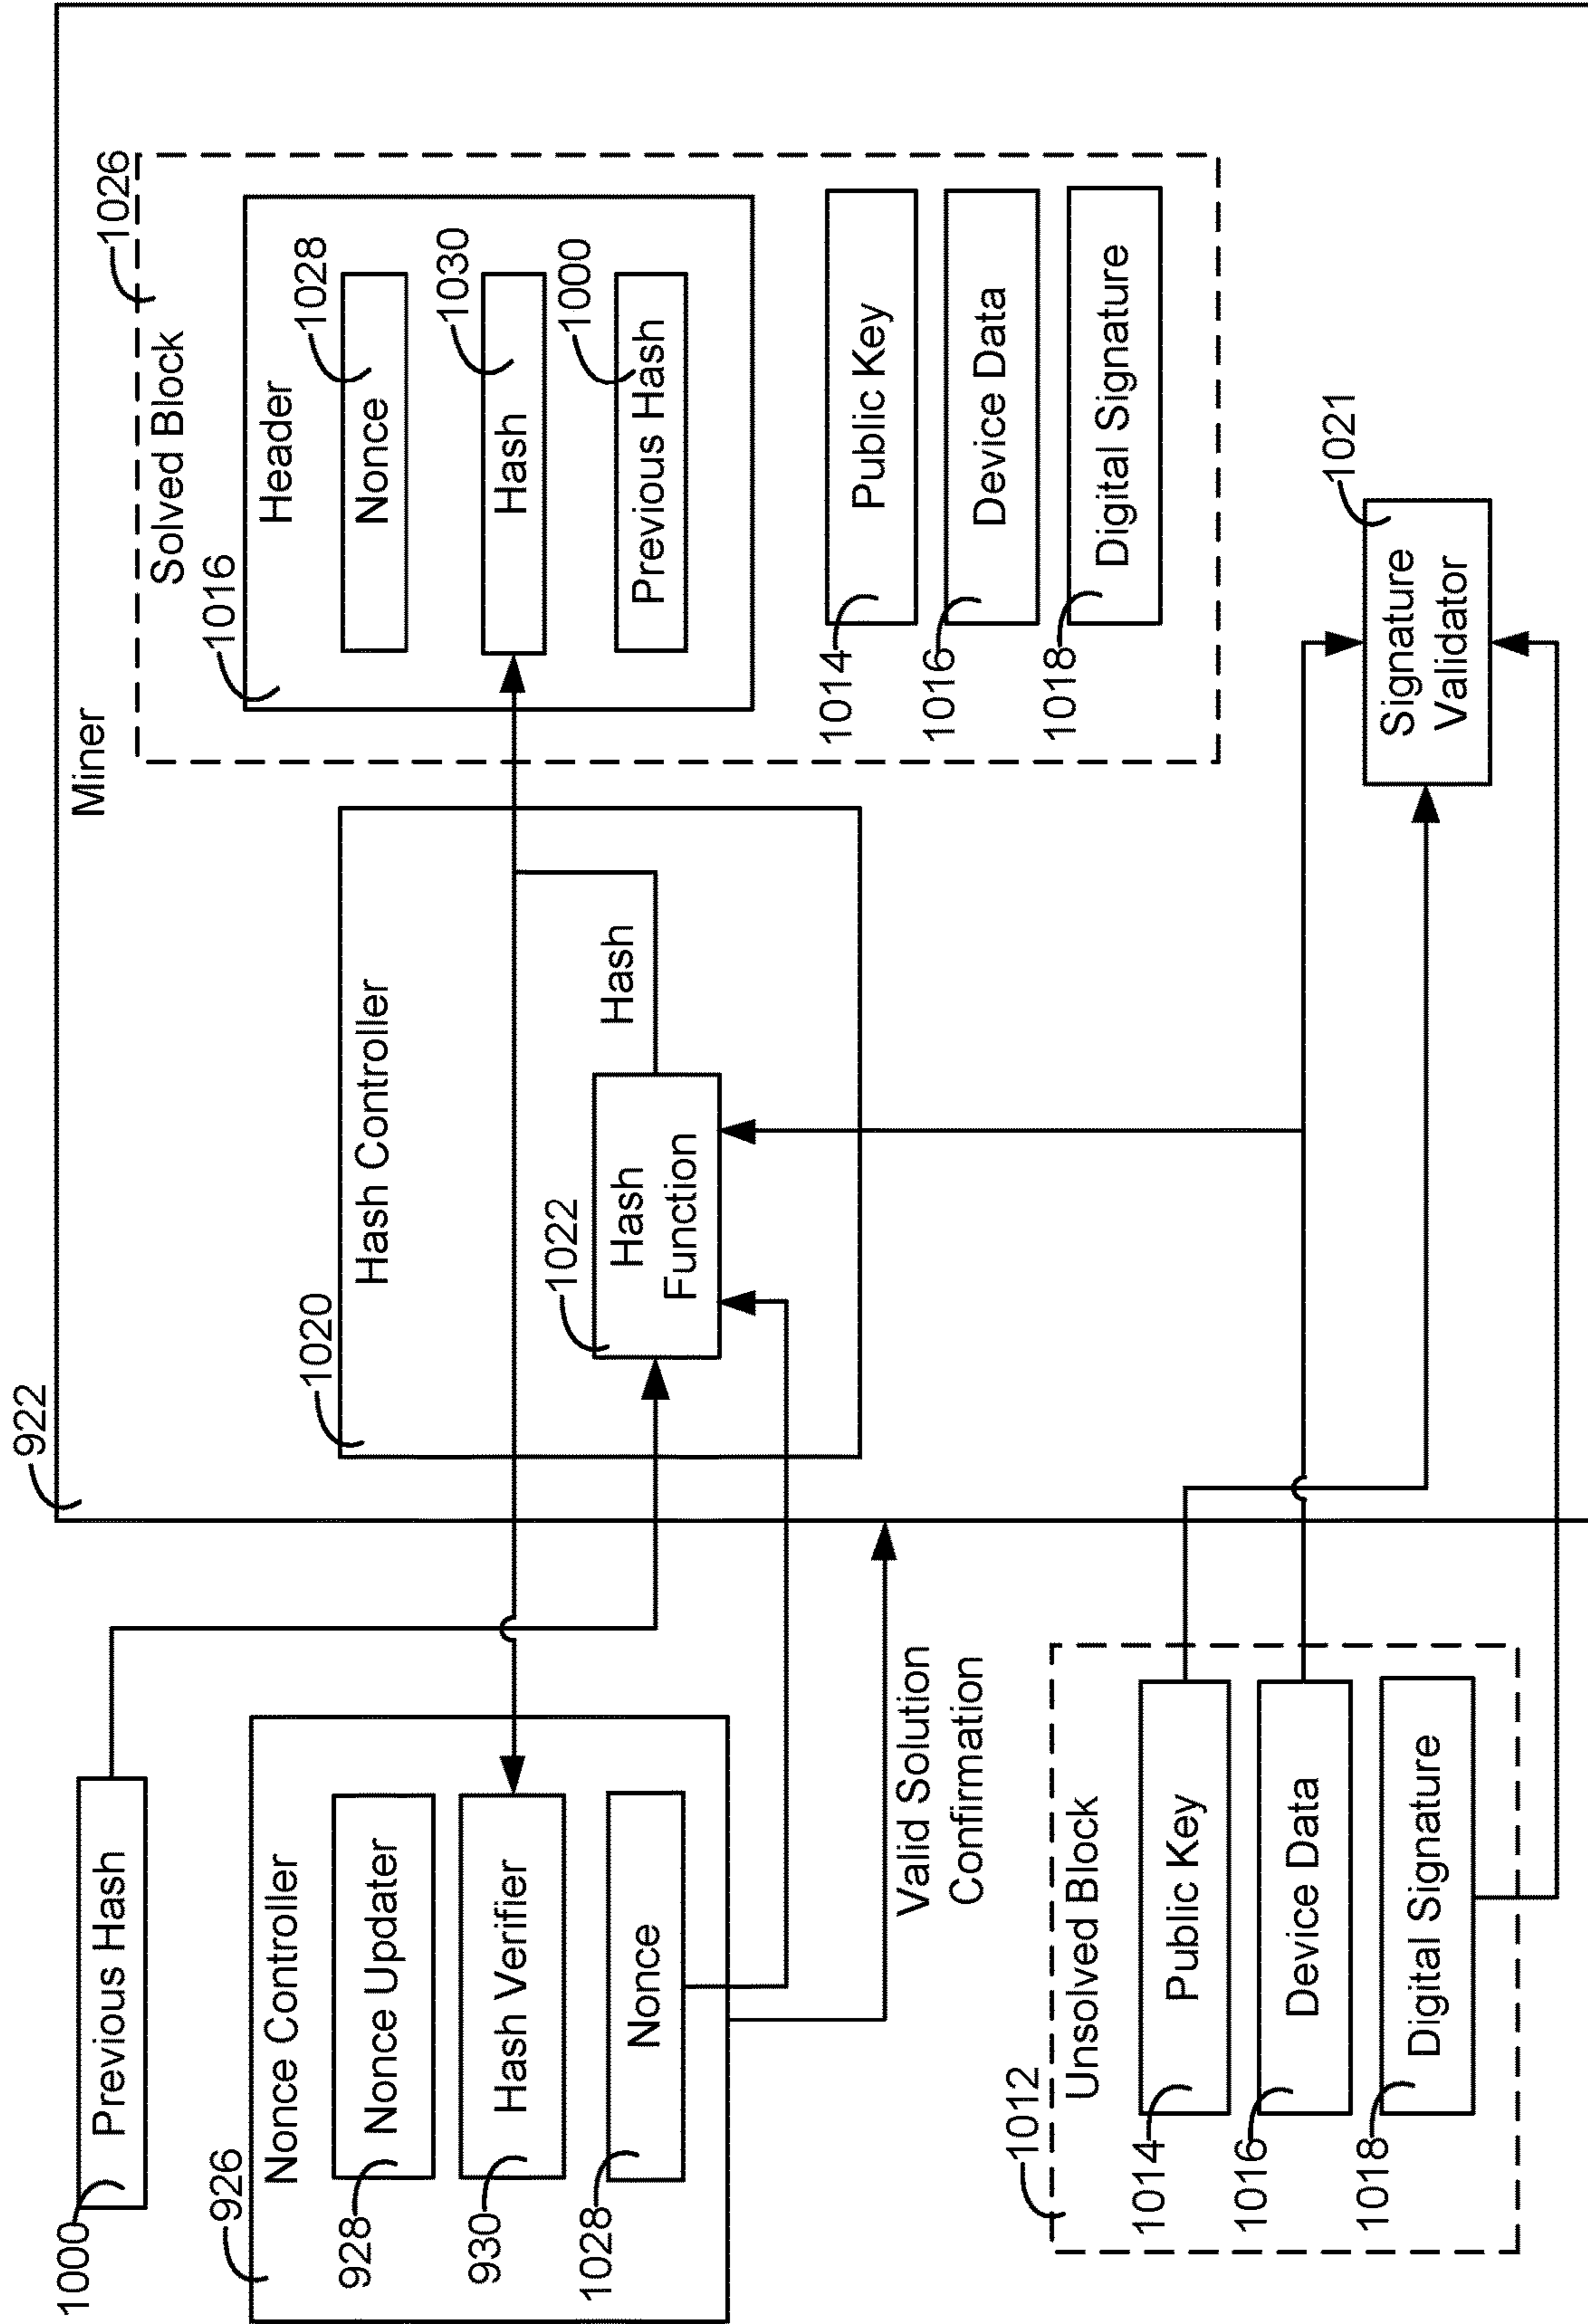 922
Miner
1000
Previous Hash
926
Nonce Controller
928
Nonce Updater
930
Hash Verifier
1028
Nonce
Valid Solution
Confirmation
1020
Hash Controller
1022
Hash
Function
Hash
1026
Solved Block
1016
Header
1028
Nonce
1030
Hash
1000
Previous Hash
1014
Public Key
1016
Device Data
1018
Digital Signature
1012
Unsolved Block
1014
Public Key
1016
Device Data
1018
Digital Signature
1021
Signature
Validator